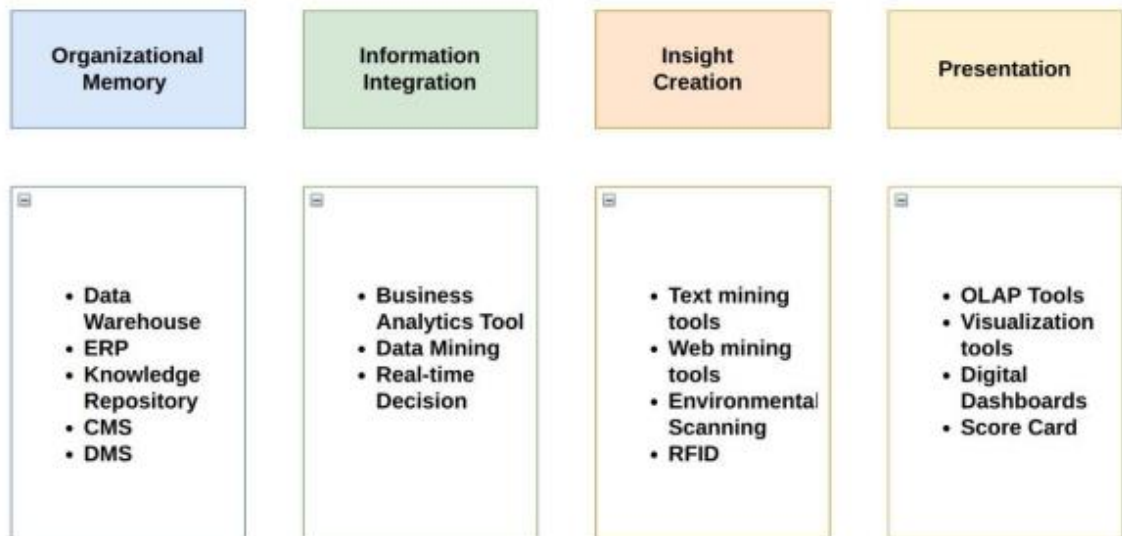 Organizational
Memory
Information
Integration
Insight
Creation
Presentation
• Data
Warehouse
• ERP
• Knowledge
Repository
• CMS
• DMS
• Business
Analytics Tool
• Data Mining
• Real-time
Decision
• Text mining
tools
• Web mining
tools
• Environmental
Scanning
• RFID
• OLAP Tools
• Visualization
tools
• Digital
Dashboards
• Score Card